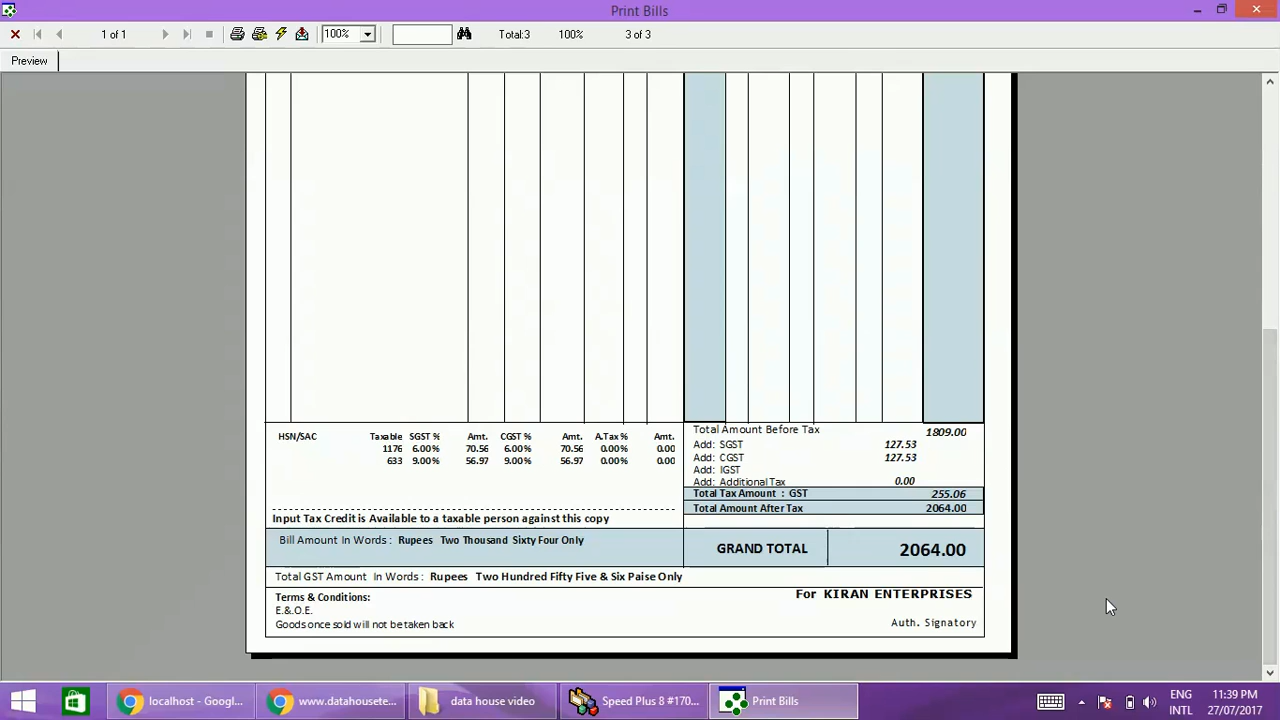 Print Bills
1 of 1 100% Total:3 100% 3 of 3
Preview
HSN/SAC Taxable SGST % Amt. CGST % Amt. A.Tax % Amt.
1176 6.00% 70.56 6.00% 70.56 0.00% 0.00
633 9.00% 56.97 9.00% 56.97 0.00% 0.00
Input Tax Credit is Available to a taxable person against this copy
Total Amount Before Tax 1809.00
Add: SGST 127.53
Add: CGST 127.53
Add: IGST
Add: Additional Tax 0.00
Total Tax Amount : GST 255.06
Total Amount After Tax 2064.00
Bill Amount In Words : Rupees Two Thousand Sixty Four Only
GRAND TOTAL 2064.00
Total GST Amount In Words : Rupees Two Hundred Fifty Five & Six Paise Only
Terms & Conditions:
E.&.O.E.
Goods once sold will not be taken back
For KIRAN ENTERPRISES
Auth. Signatory
localhost - Googl... www.datahousete... data house video Speed Plus 8 #170... Print Bills
ENG 11:39 PM
INTL 27/07/2017